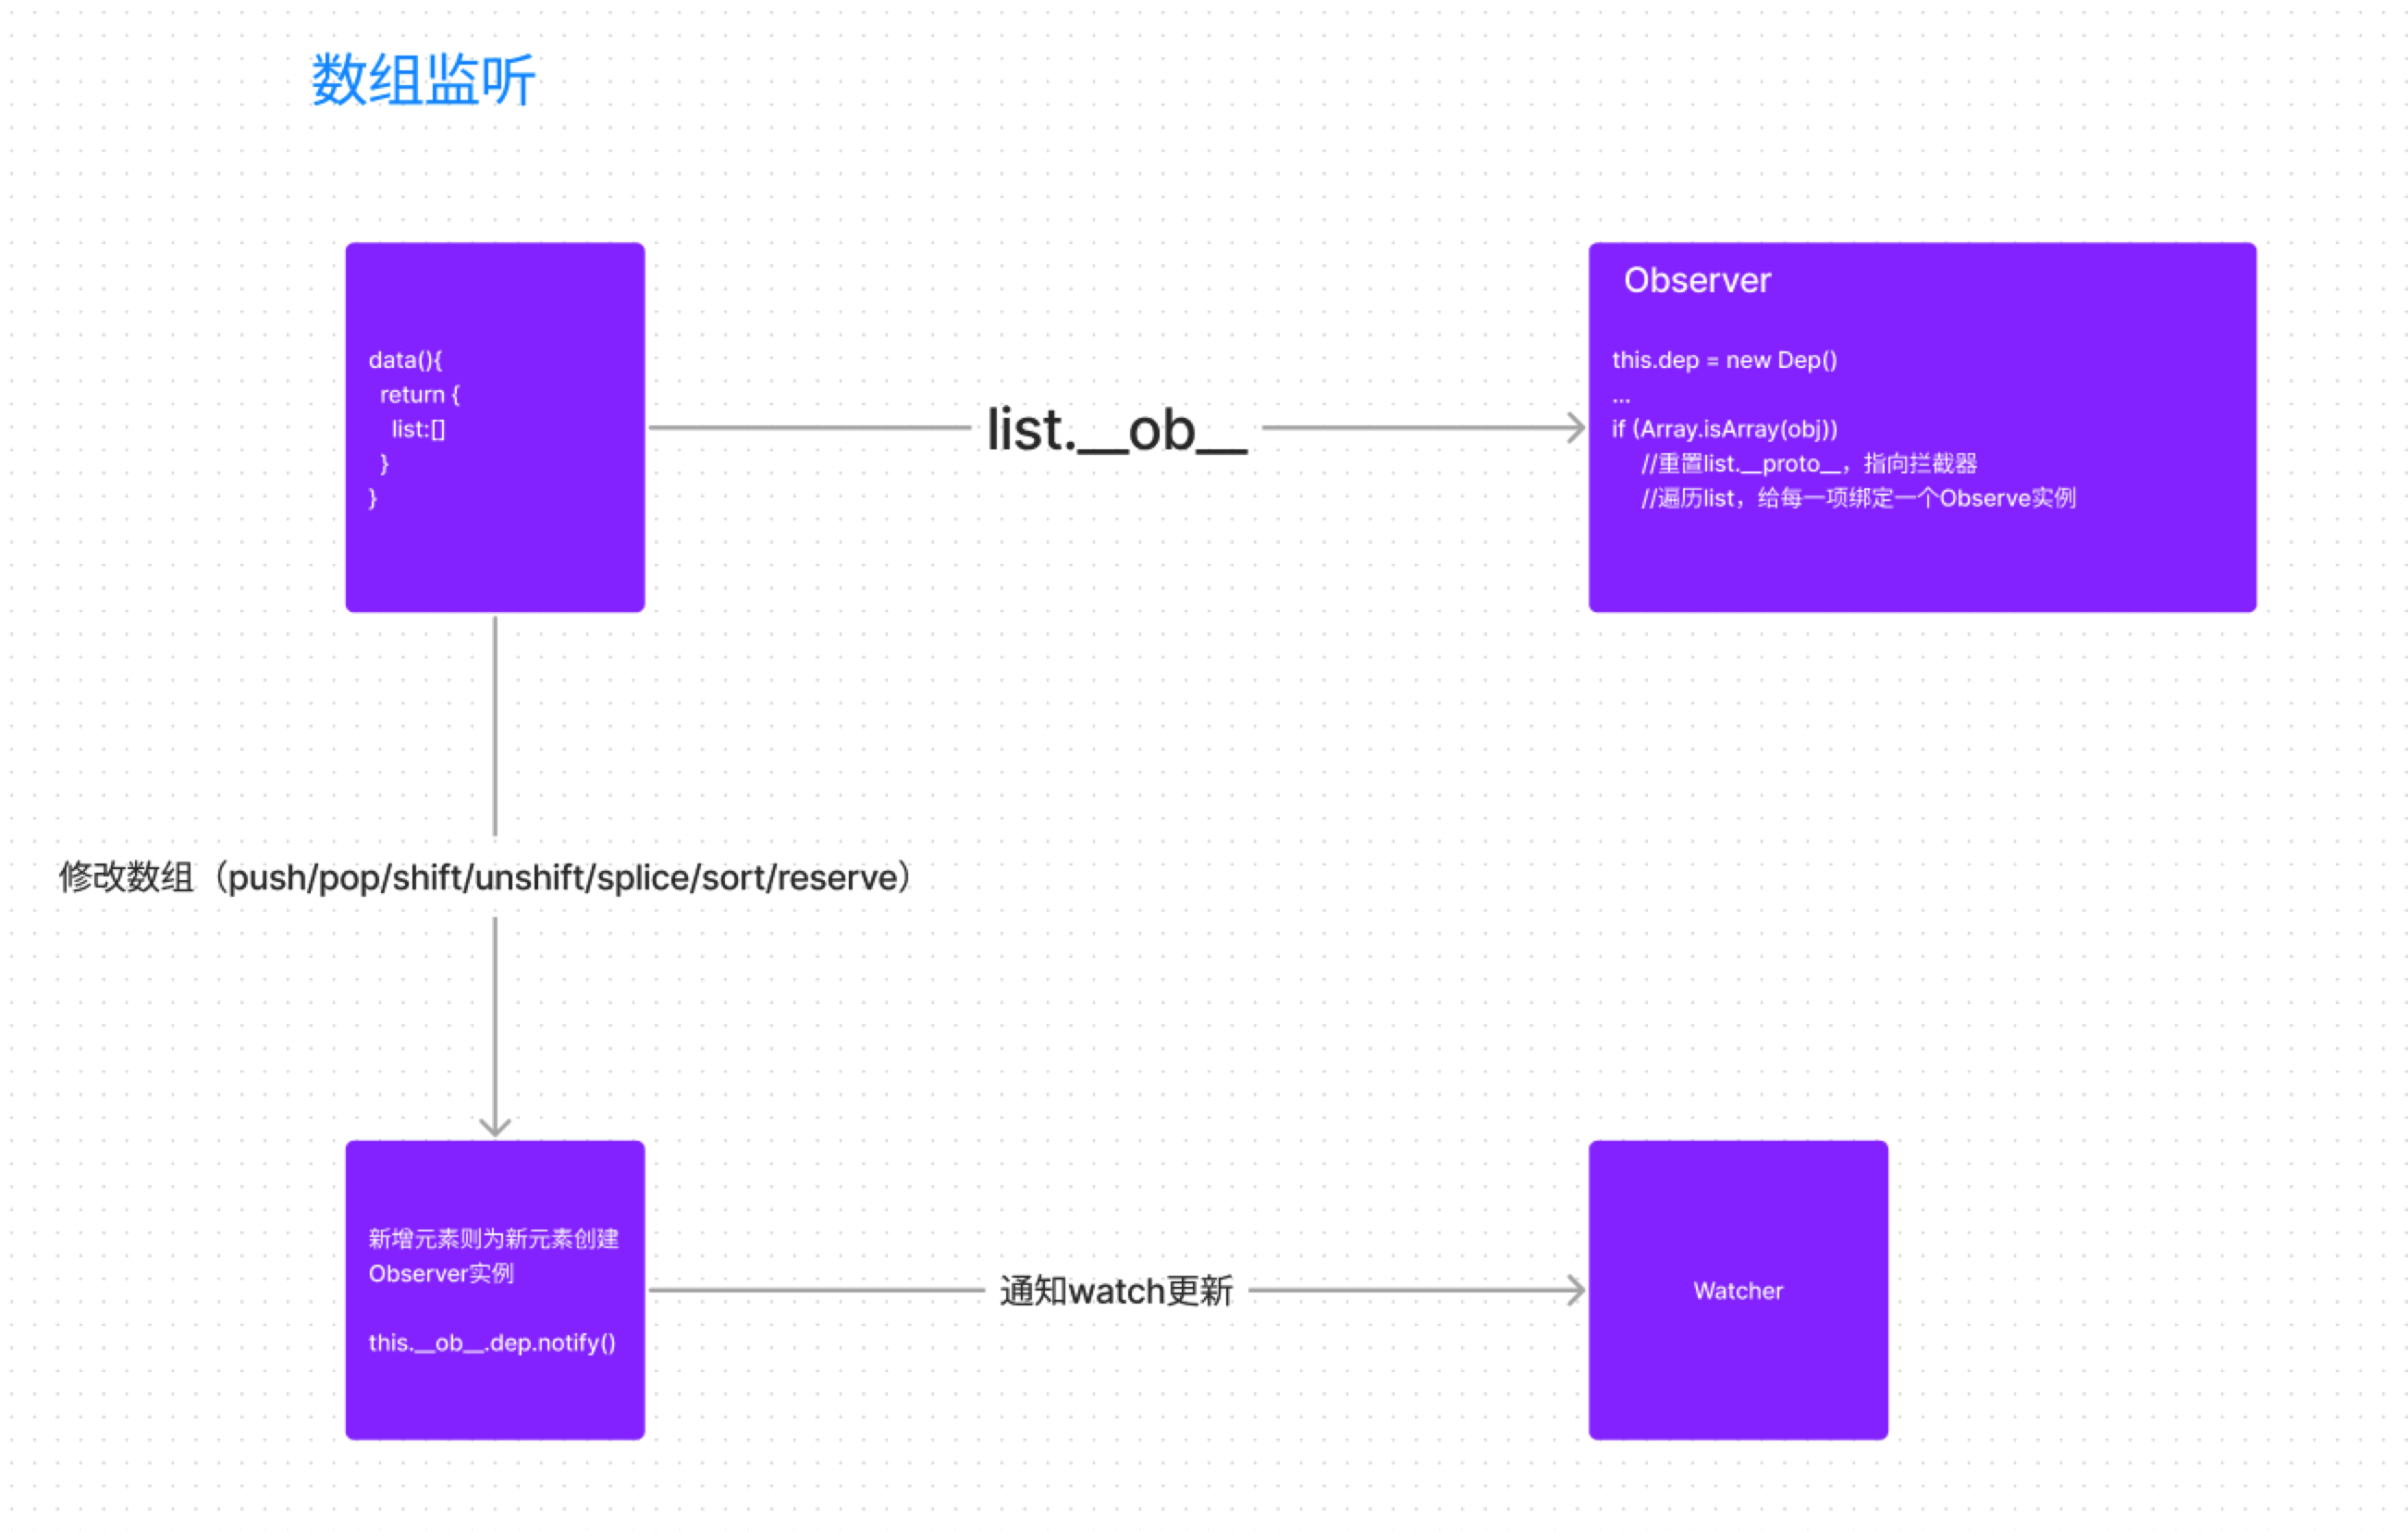 数组监听
data(){
return {
list:[]
}
}
list.__ob__
Observer
this.dep = new Dep()
...
if (Array.isArray(obj))
//重置list.__proto__，指向拦截器
//遍历list，给每一项绑定一个Observe实例
修改数组（push/pop/shift/unshift/splice/sort/reserve）
新增元素则为新元素创建
Observer实例
this.__ob__.dep.notify()
通知watch更新
Watcher